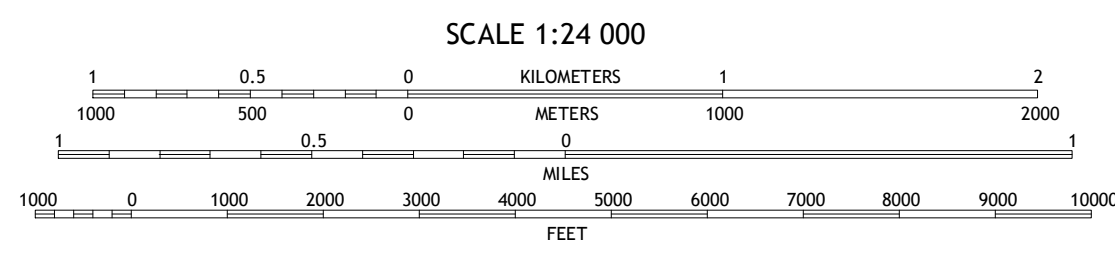 SCALE 1:24 000
1 0.5 0 KILOMETERS 1 2
1000 500 0 METERS 1000 2000
1 0.5 0 1
MILES
1000 0 1000 2000 3000 4000 5000 6000 7000 8000 9000 10000
FEET